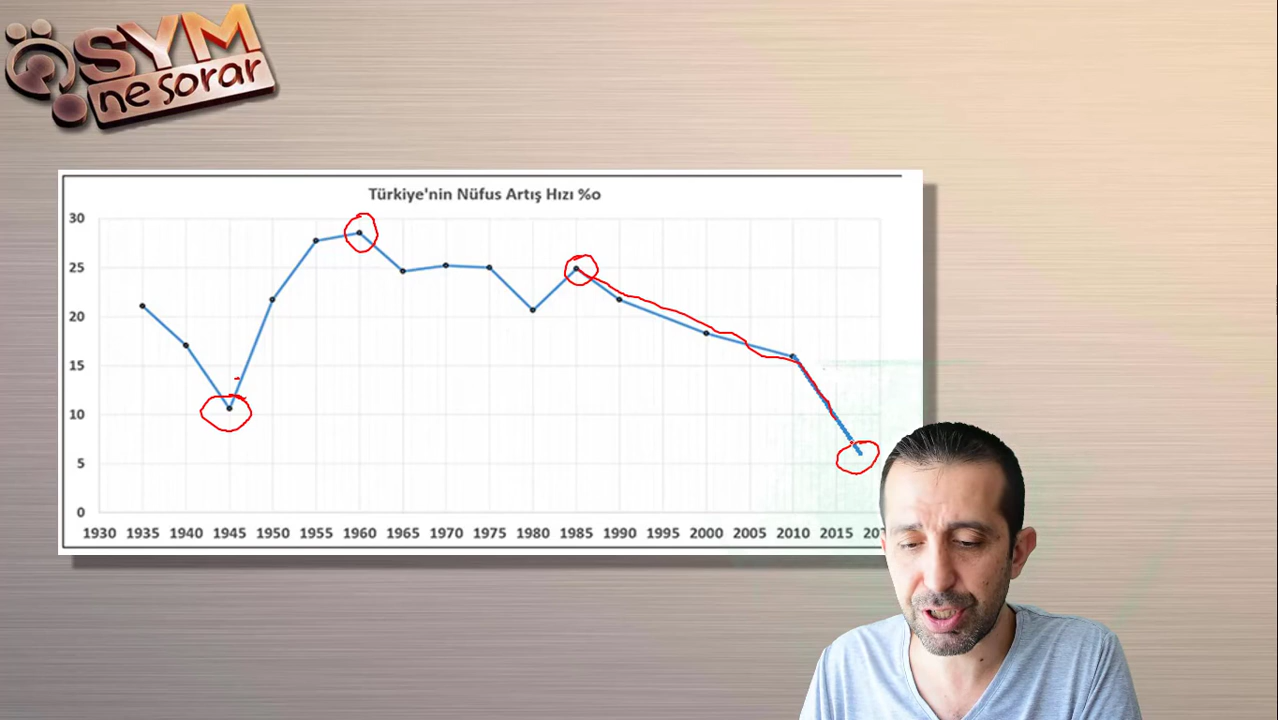 ÖSYM
ne sorar
Türkiye'nin Nüfus Artış Hızı %o
30
25
20
15
10
5
0
1930 1935 1940 1945 1950 1955 1960 1965 1970 1975 1980 1985 1990 1995 2000 2005 2010 2015